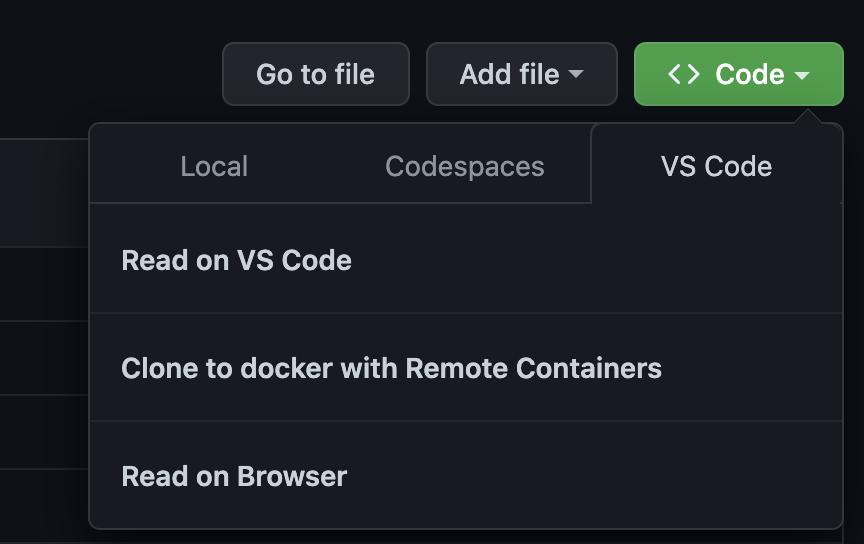 Go to file
Add file
<> Code
Local
Codespaces
VS Code
Read on VS Code
Clone to docker with Remote Containers
Read on Browser